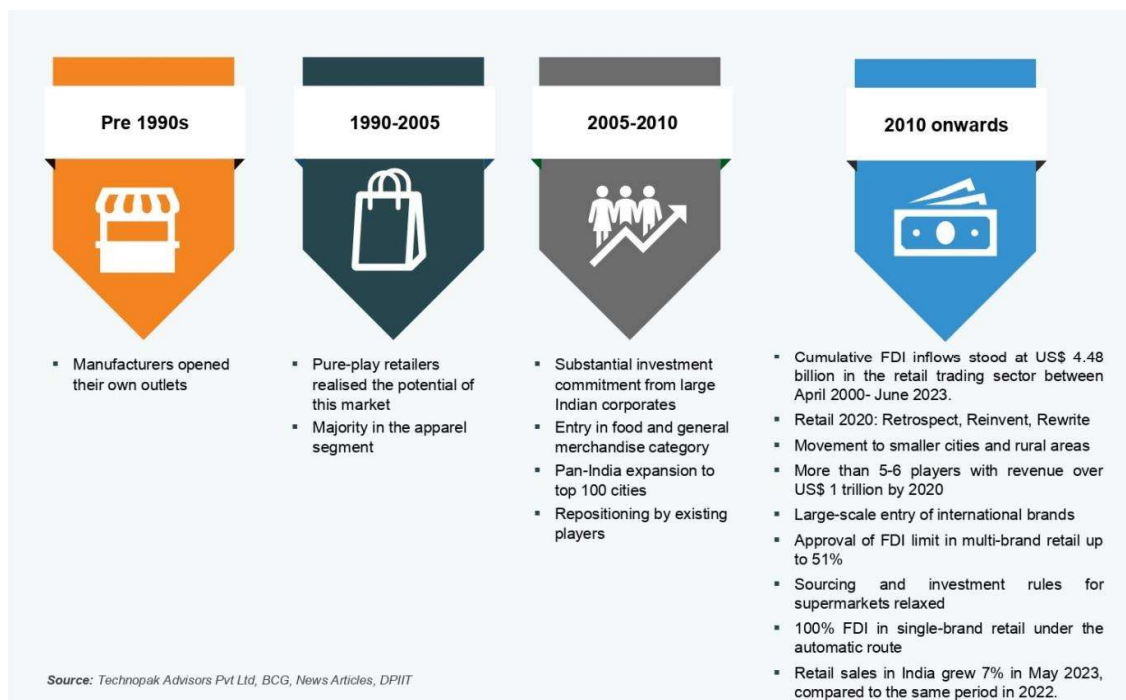 Pre 1990s
1990-2005
2005-2010
2010 onwards
▪ Manufacturers opened
their own outlets
▪ Pure-play retailers
realised the potential of
this market
▪ Majority in the apparel
segment
▪ Substantial investment
commitment from large
Indian corporates
▪ Entry in food and general
merchandise category
▪ Pan-India expansion to
top 100 cities
▪ Repositioning by existing
players
▪ Cumulative FDI inflows stood at US$ 4.48
billion in the retail trading sector between
April 2000- June 2023.
▪ Retail 2020: Retrospect, Reinvent, Rewrite
▪ Movement to smaller cities and rural areas
▪ More than 5-6 players with revenue over
US$ 1 trillion by 2020
▪ Large-scale entry of international brands
▪ Approval of FDI limit in multi-brand retail up
to 51%
▪ Sourcing and investment rules for
supermarkets relaxed
▪ 100% FDI in single-brand retail under the
automatic route
▪ Retail sales in India grew 7% in May 2023,
compared to the same period in 2022.
Source: Technopak Advisors Pvt Ltd, BCG, News Articles, DPIIT